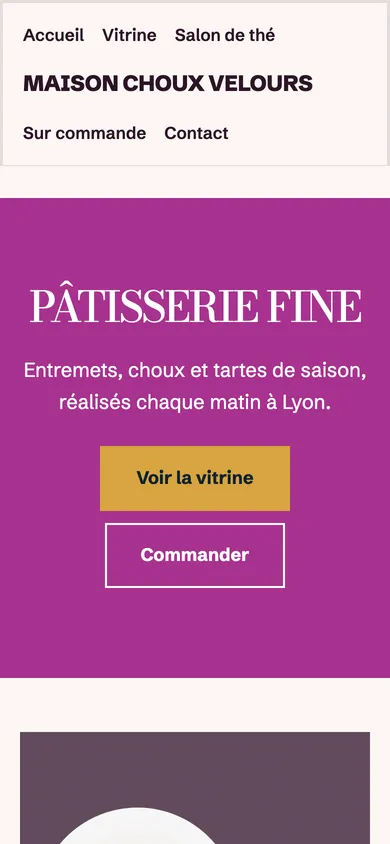 Accueil Vitrine Salon de thé
MAISON CHOUX VELOURS
Sur commande Contact
PÂTISSERIE FINE
Entremets, choux et tartes de saison,
réalisés chaque matin à Lyon.
Voir la vitrine
Commander